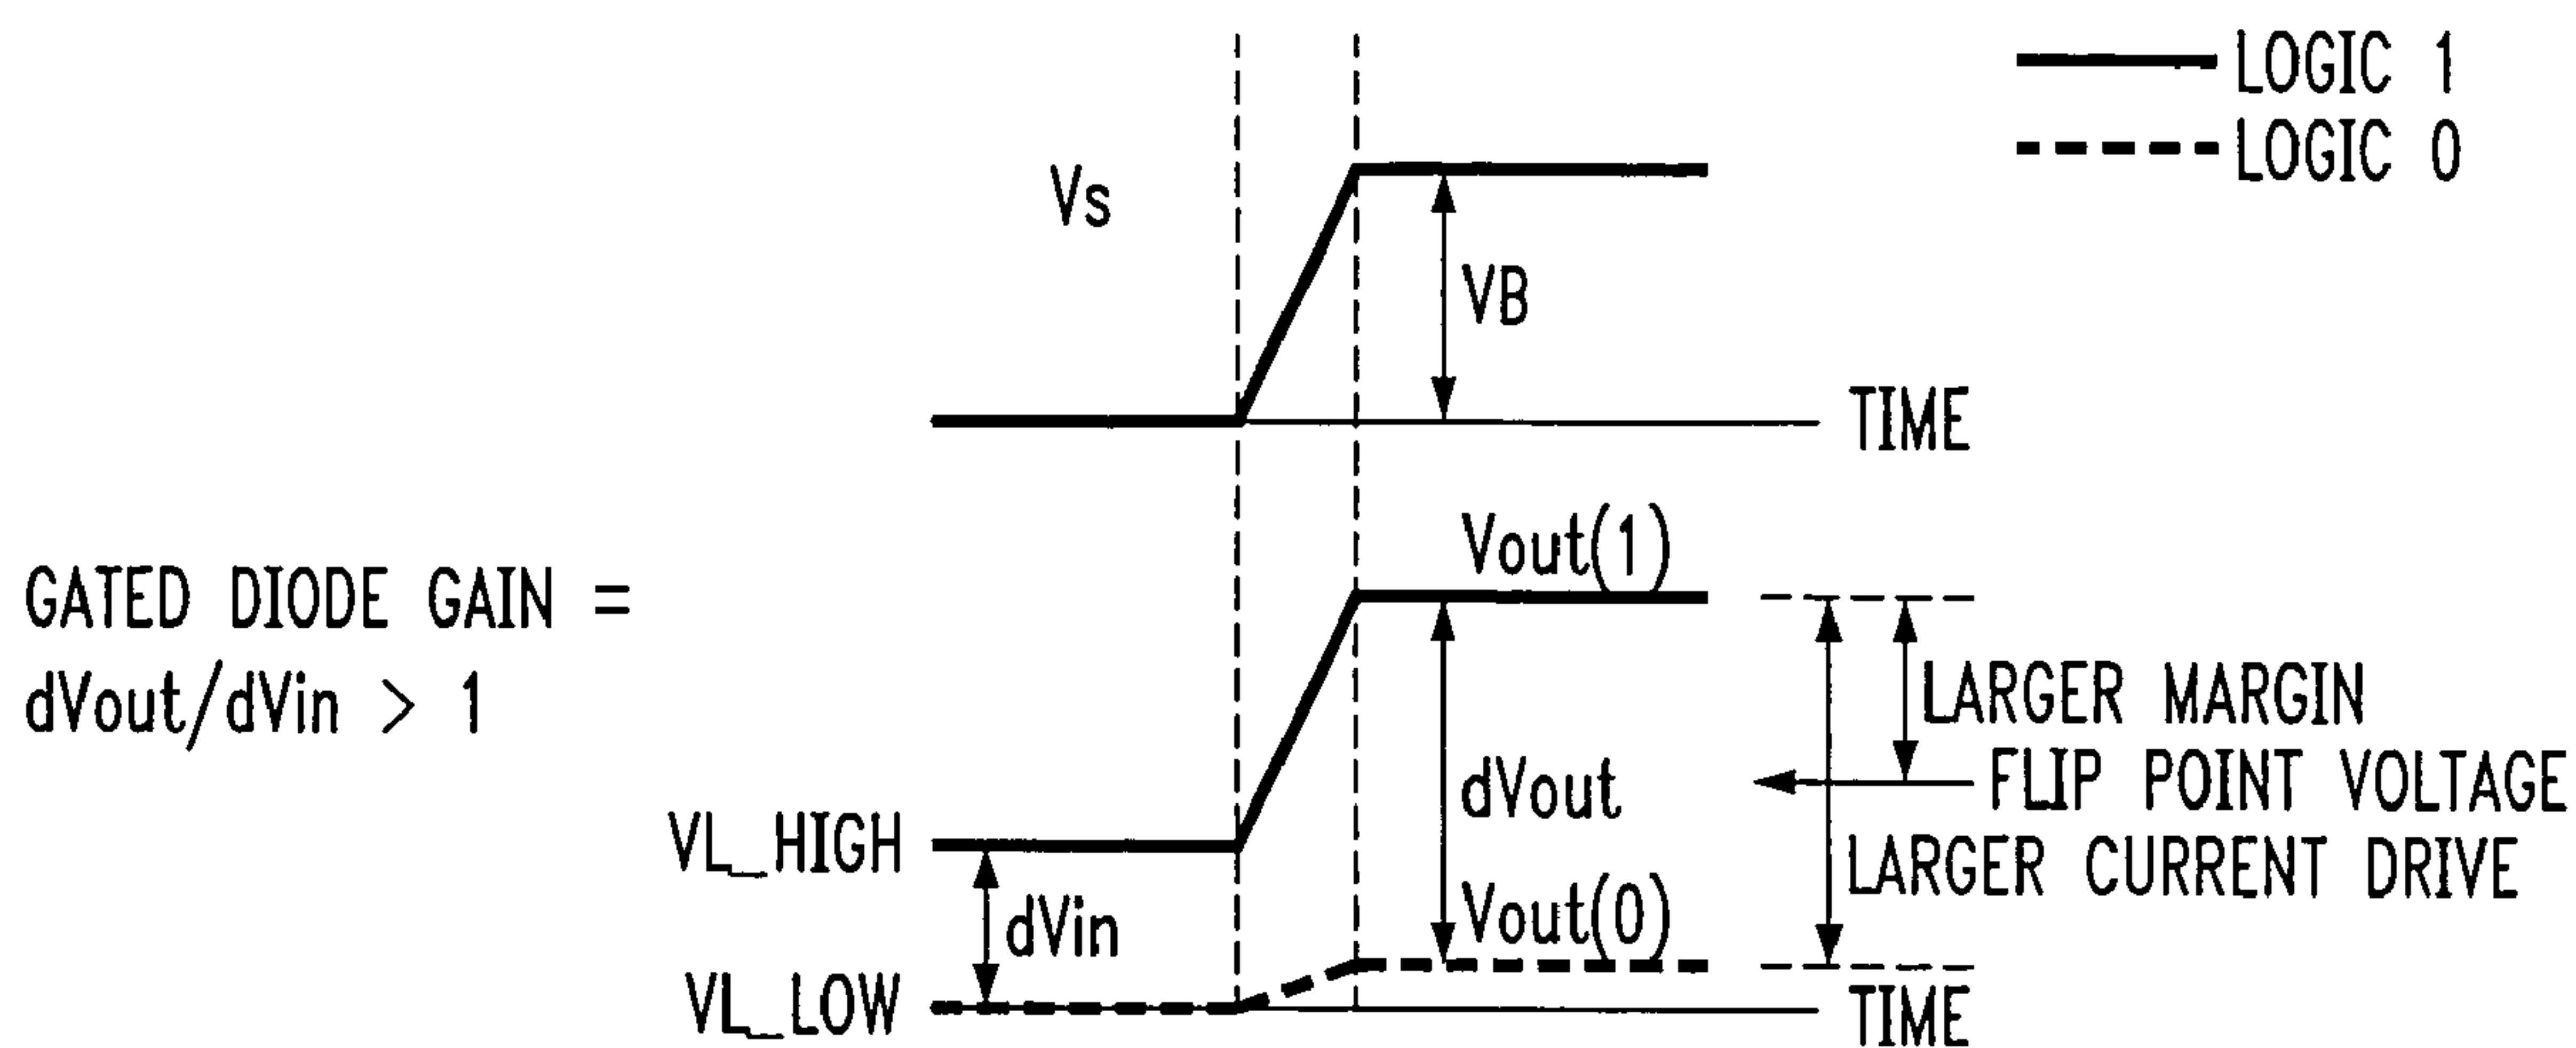 LOGIC 1
LOGIC 0
Vs
VB
TIME
Vout(1)
GATED DIODE GAIN =
dVout/dVin > 1
LARGER MARGIN
FLIP POINT VOLTAGE
dVout
LARGER CURRENT DRIVE
VL_HIGH
dVin
Vout(0)
VL_LOW
TIME